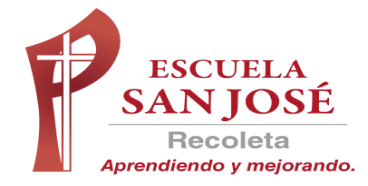 ESCUELA
SAN JOSÉ
Recoleta
Aprendiendo y mejorando.